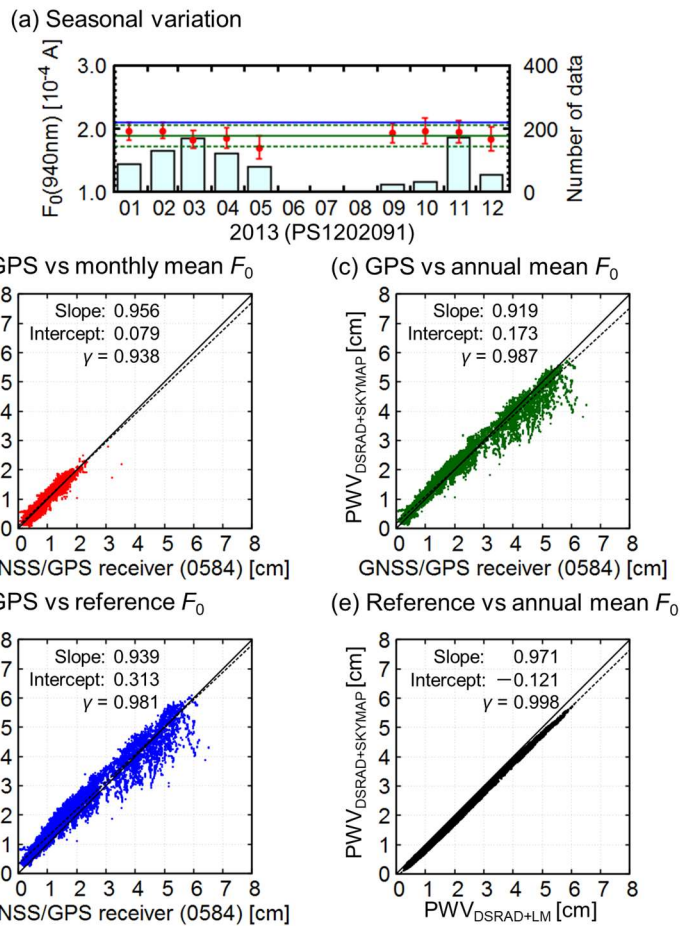 (a) Seasonal variation
F0(940nm) [10-4 A]
3.0
2.0
1.0
400
200
0
Number of data
01 02 03 04 05 06 07 08 09 10 11 12
2013 (PS1202091)
GPS vs monthly mean F0
8
7
6
5
4
3
2
1
0
Slope: 0.956
Intercept: 0.079
γ = 0.938
0 1 2 3 4 5 6 7 8
NSS/GPS receiver (0584) [cm]
(c) GPS vs annual mean F0
PWVDSRAD+SKYMAP [cm]
8
7
6
5
4
3
2
1
0
Slope: 0.919
Intercept: 0.173
γ = 0.987
0 1 2 3 4 5 6 7 8
GNSS/GPS receiver (0584) [cm]
GPS vs reference F0
8
7
6
5
4
3
2
1
0
Slope: 0.939
Intercept: 0.313
γ = 0.981
0 1 2 3 4 5 6 7 8
NSS/GPS receiver (0584) [cm]
(e) Reference vs annual mean F0
PWVDSRAD+SKYMAP [cm]
8
7
6
5
4
3
2
1
0
Slope: 0.971
Intercept: −0.121
γ = 0.998
0 1 2 3 4 5 6 7 8
PWVDSRAD+LM [cm]